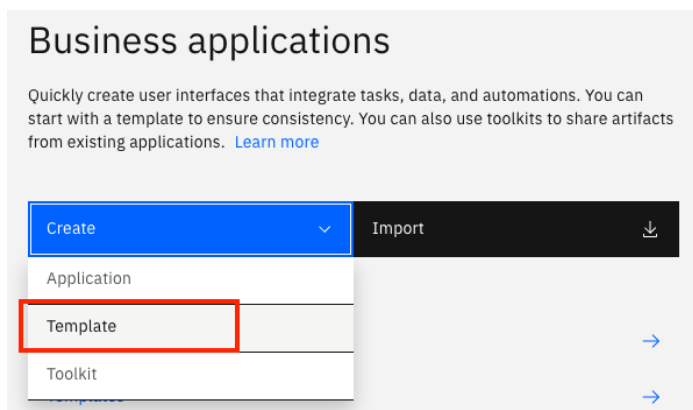 Business applications
Quickly create user interfaces that integrate tasks, data, and automations. You can
start with a template to ensure consistency. You can also use toolkits to share artifacts
from existing applications. Learn more
Create
Import
Application
Template
Toolkit